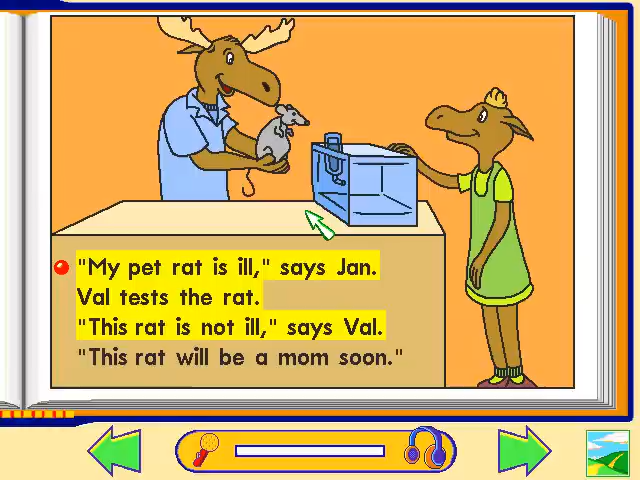 "My pet rat is ill," says Jan.
Val tests the rat.
"This rat is not ill," says Val.
"This rat will be a mom soon."